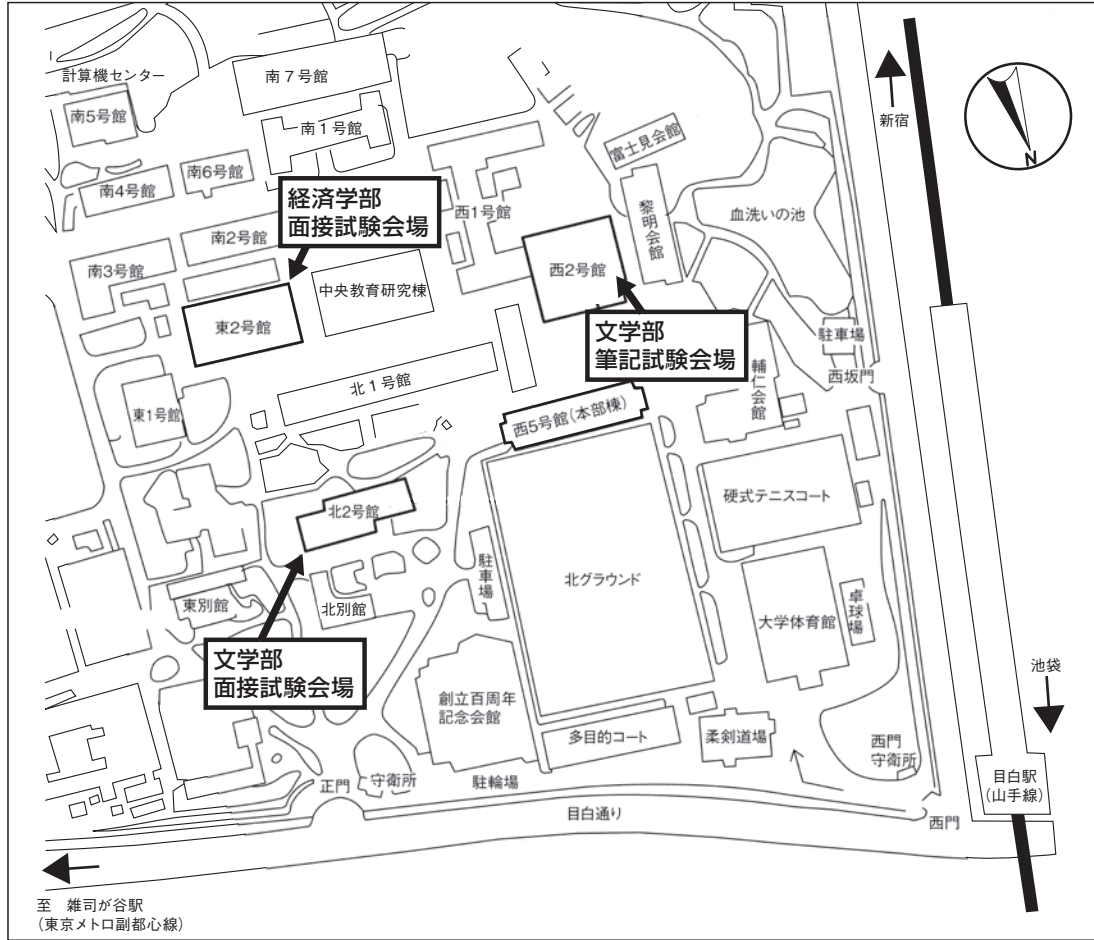 計算機センター
南7号館
南5号館
南1号館
新宿
N
富士見会館
南6号館
南4号館
経済学部
面接試験会場
西1号館
黎明会館
血洗いの池
南2号館
南3号館
中央教育研究棟
西2号館
東2号館
文学部
筆記試験会場
駐車場
西坂門
輔仁会館
北1号館
東1号館
西5号館(本部棟)
硬式テニスコート
北2号館
駐車場
北グラウンド
東別館
北別館
大学体育館
卓球場
文学部
面接試験会場
池袋
創立百周年
記念会館
多目的コート
柔剣道場
西門
守衛所
正門
守衛所
駐輪場
目白駅
(山手線)
目白通り
西門
至 雑司が谷駅
(東京メトロ副都心線)